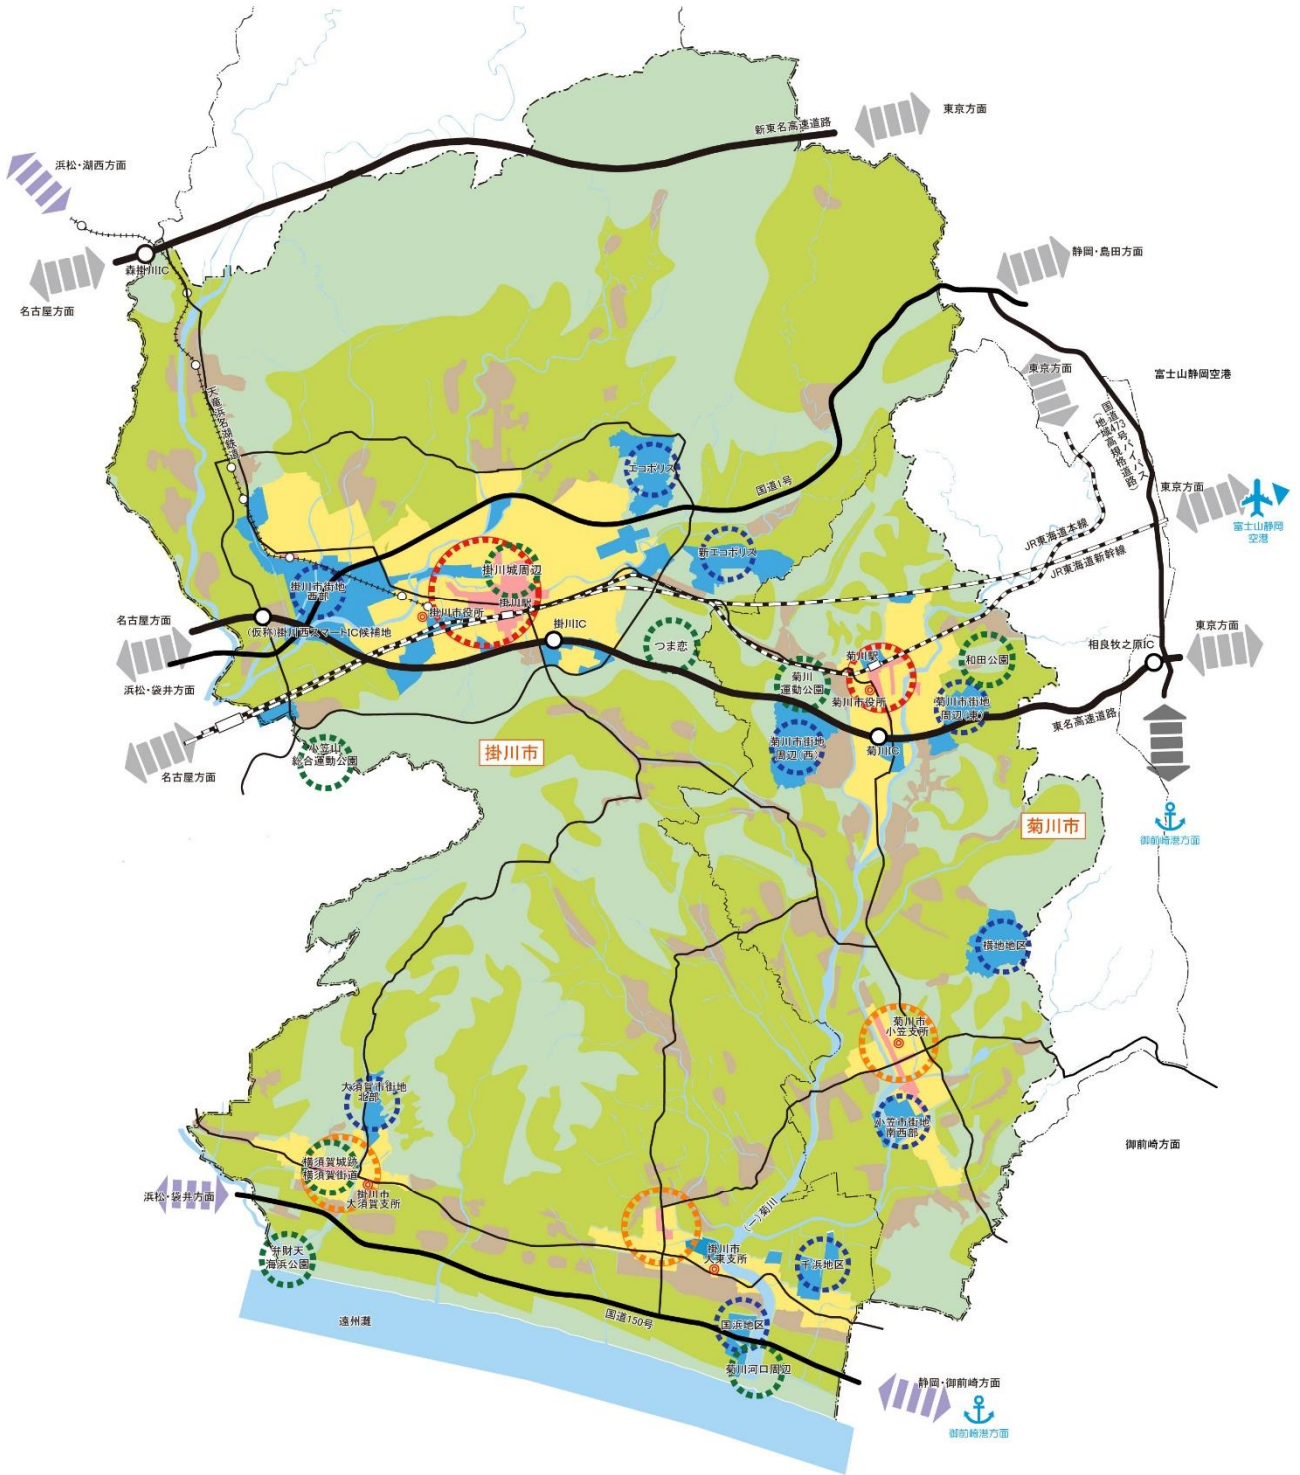 新東名高速道路
東京方面
浜松・湖西方面
森掛川IC
名古屋方面
静岡・島田方面
富士山静岡空港
東京方面
国道473号バイパス
(地域高規格道路)
天竜浜名湖鉄道
エコポリス
国道1号
東京方面
富士山静岡
空港
JR東海道本線
JR東海道新幹線
新エコポリス
掛川城周辺
掛川市街地
西部
掛川駅
掛川市役所
名古屋方面
(仮称)掛川西スマートIC候補地
掛川IC
つま恋
菊川駅
和田公園
相良牧之原IC
東京方面
菊川
運動公園
菊川市役所
浜松・袋井方面
菊川市街地
周辺(東)
東名高速道路
菊川市街地
周辺(西)
菊川IC
小笠山
総合運動公園
掛川市
名古屋方面
菊川市
御前崎港方面
横地地区
菊川市
小笠支所
大須賀市街地
北部
小笠市街地
南西部
御前崎方面
横須賀城跡
横須賀街道
掛川市
大須賀支所
浜松・袋井方面
(一)菊川
弁財天
海浜公園
掛川市
大東支所
千浜地区
遠州灘
国道150号
国浜地区
菊川河口周辺
静岡・御前崎方面
御前崎港方面